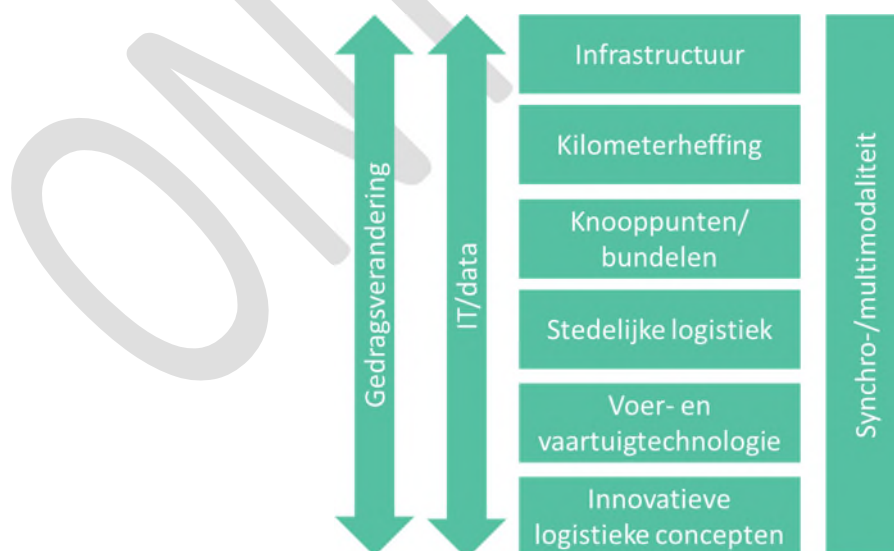 Gedragsverandering
IT/data
Infrastructuur
Kilometerheffing
Knooppunten/
bundelen
Stedelijke logistiek
Voer- en
vaartuigtechnologie
Innovatieve
logistieke concepten
Synchro-/multimodaliteit